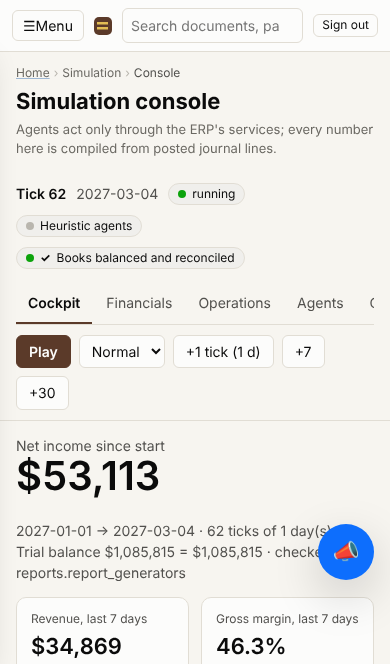 ☰Menu
Search documents, pa
Sign out
Home › Simulation › Console
Simulation console
Agents act only through the ERP's services; every number
here is compiled from posted journal lines.
Tick 62 2027-03-04 running
Heuristic agents
✔ Books balanced and reconciled
Cockpit Financials Operations Agents
Play Normal +1 tick (1 d) +7
+30
Net income since start
$53,113
2027-01-01 → 2027-03-04 · 62 ticks of 1 day(s)
Trial balance $1,085,815 = $1,085,815 ·
reports.report_generators
Revenue, last 7 days
$34,869
Gross margin, last 7 days
46.3%